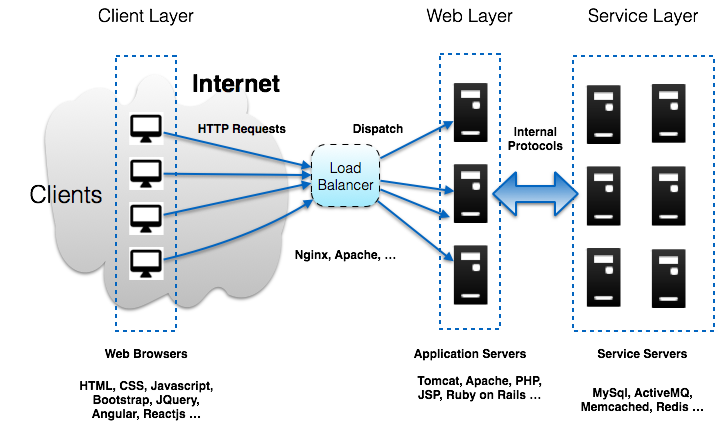 Client Layer
Web Layer
Service Layer
Internet
HTTP Requests
Dispatch
Internal
Protocols
Clients
Load
Balancer
Nginx, Apache, ...
Web Browsers
HTML, CSS, Javascript,
Bootstrap, JQuery,
Angular, Reactjs ...
Application Servers
Tomcat, Apache, PHP,
JSP, Ruby on Rails ...
Service Servers
MySql, ActiveMQ,
Memcached, Redis ...